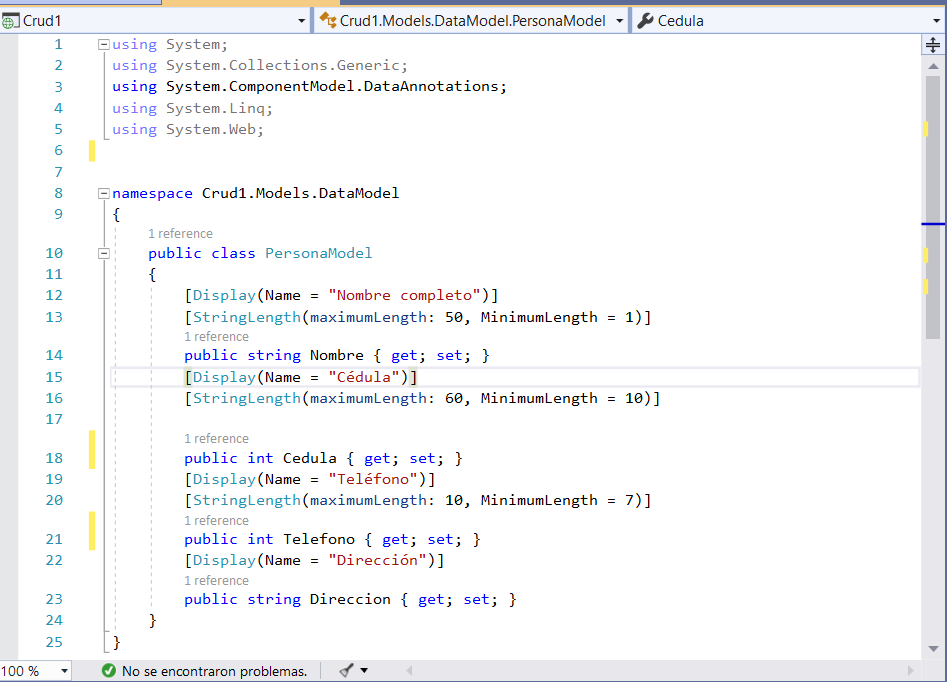 Crud1 Crud1.Models.DataModel.PersonaModel Cedula
1 using System;
2 using System.Collections.Generic;
3 using System.ComponentModel.DataAnnotations;
4 using System.Linq;
5 using System.Web;
6
7
8 namespace Crud1.Models.DataModel
9 {
1 reference
10 public class PersonaModel
11 {
12 [Display(Name = "Nombre completo")]
13 [StringLength(maximumLength: 50, MinimumLength = 1)]
1 reference
14 public string Nombre { get; set; }
15 [Display(Name = "Cédula")]
16 [StringLength(maximumLength: 60, MinimumLength = 10)]
17
1 reference
18 public int Cedula { get; set; }
19 [Display(Name = "Teléfono")]
20 [StringLength(maximumLength: 10, MinimumLength = 7)]
1 reference
21 public int Telefono { get; set; }
22 [Display(Name = "Dirección")]
1 reference
23 public string Direccion { get; set; }
24 }
25 }
100 % No se encontraron problemas.